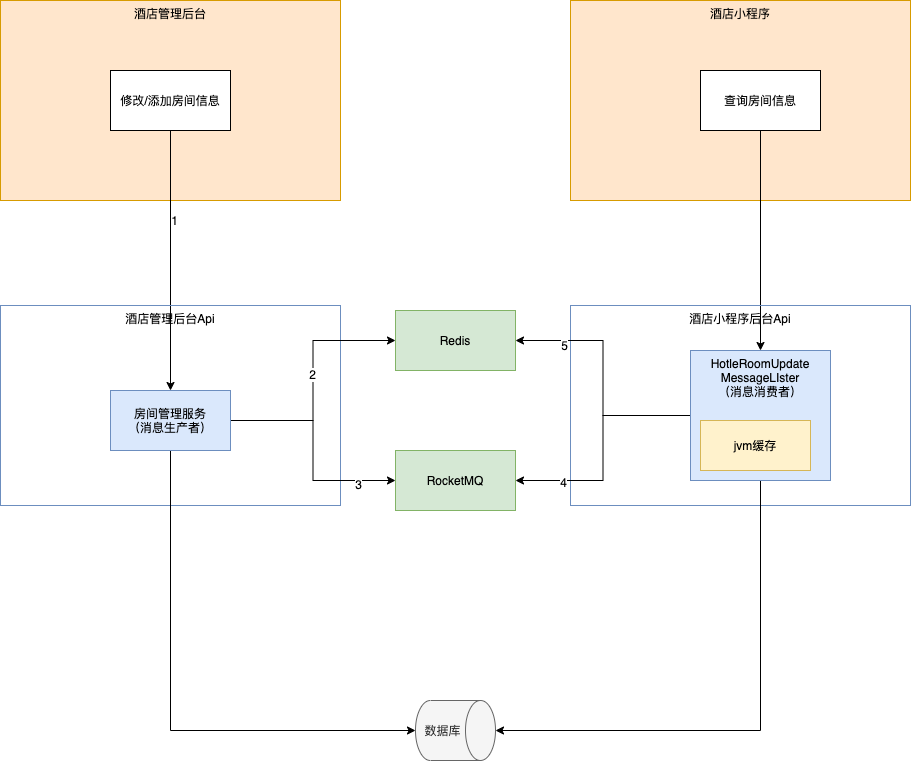 酒店管理后台
酒店小程序
修改/添加房间信息
查询房间信息
1
酒店管理后台Api
酒店小程序后台Api
Redis
5
2
HotleRoomUpdate
MessageLIster
（消息消费者）
房间管理服务
（消息生产者）
jvm缓存
RocketMQ
3
4
数据库